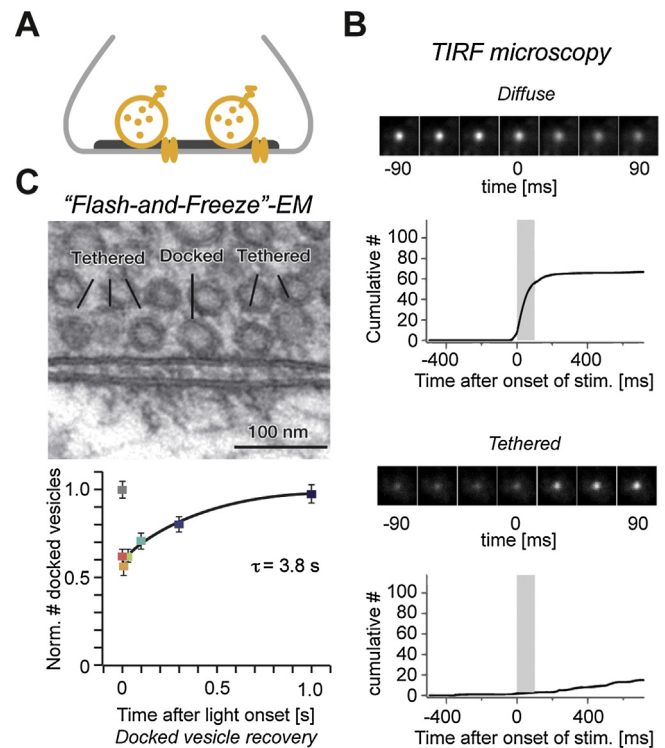 A
B
TIRF microscopy
Diffuse
-90 0 90
time [ms]
Cumulative #
100
80
60
40
20
0
-400 0 400
Time after onset of stim. [ms]
Tethered
-90 0 90
time [ms]
cumulative #
100
80
60
40
20
0
-400 0 400
Time after onset of stim. [ms]
C
“Flash-and-Freeze”-EM
Tethered Docked Tethered
100 nm
Norm. # docked vesicles
1.0
0.5
0
τ = 3.8 s
0 0.5 1.0
Time after light onset [s]
Docked vesicle recovery